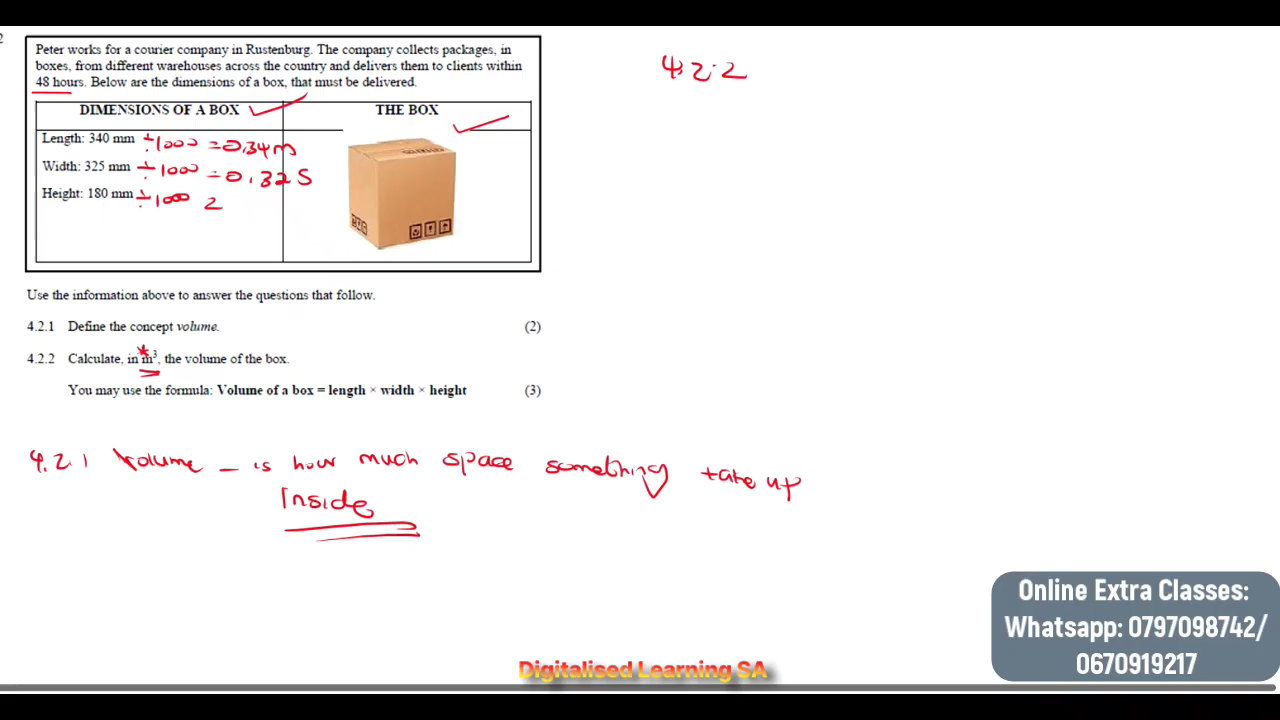 2
Peter works for a courier company in Rustenburg. The company collects packages, in
boxes, from different warehouses across the country and delivers them to clients within
48 hours. Below are the dimensions of a box, that must be delivered.
DIMENSIONS OF A BOX
THE BOX
Length: 340 mm ÷1000 =0.34m
Width: 325 mm ÷1000 =0.325
Height: 180 mm ÷1000 =
Use the information above to answer the questions that follow.
4.2.1 Define the concept volume. (2)
4.2.2 Calculate, in m³, the volume of the box.
You may use the formula: Volume of a box = length × width × height (3)
4.2.2
4.2.1 Volume – is how much space something take up
Inside
Online Extra Classes:
Whatsapp: 0797098742/
0670919217
Digitalised Learning SA